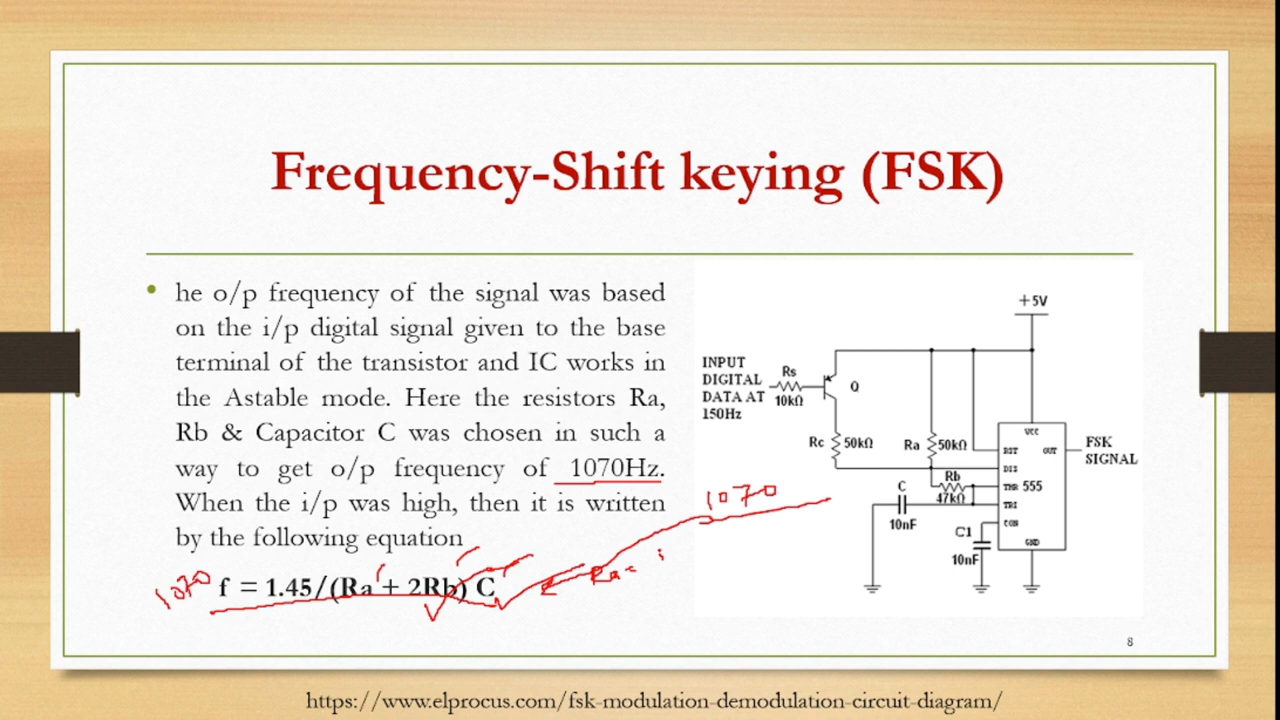 Frequency-Shift keying (FSK)
• he o/p frequency of the signal was based
on the i/p digital signal given to the base
terminal of the transistor and IC works in
the Astable mode. Here the resistors Ra,
Rb & Capacitor C was chosen in such a
way to get o/p frequency of 1070Hz.
When the i/p was high, then it is written
by the following equation
1070 f = 1.45/(Ra + 2Rb) C
1070
Ra =
+5V
INPUT
DIGITAL
DATA AT
150Hz
Rs
10kΩ
Q
Rc 50kΩ
Ra 50kΩ
Rb
47kΩ
C
10nF
C1
10nF
VCC
RST OUT
DIS
THR 555
TRI
CON
GND
FSK
SIGNAL
8
https://www.elprocus.com/fsk-modulation-demodulation-circuit-diagram/